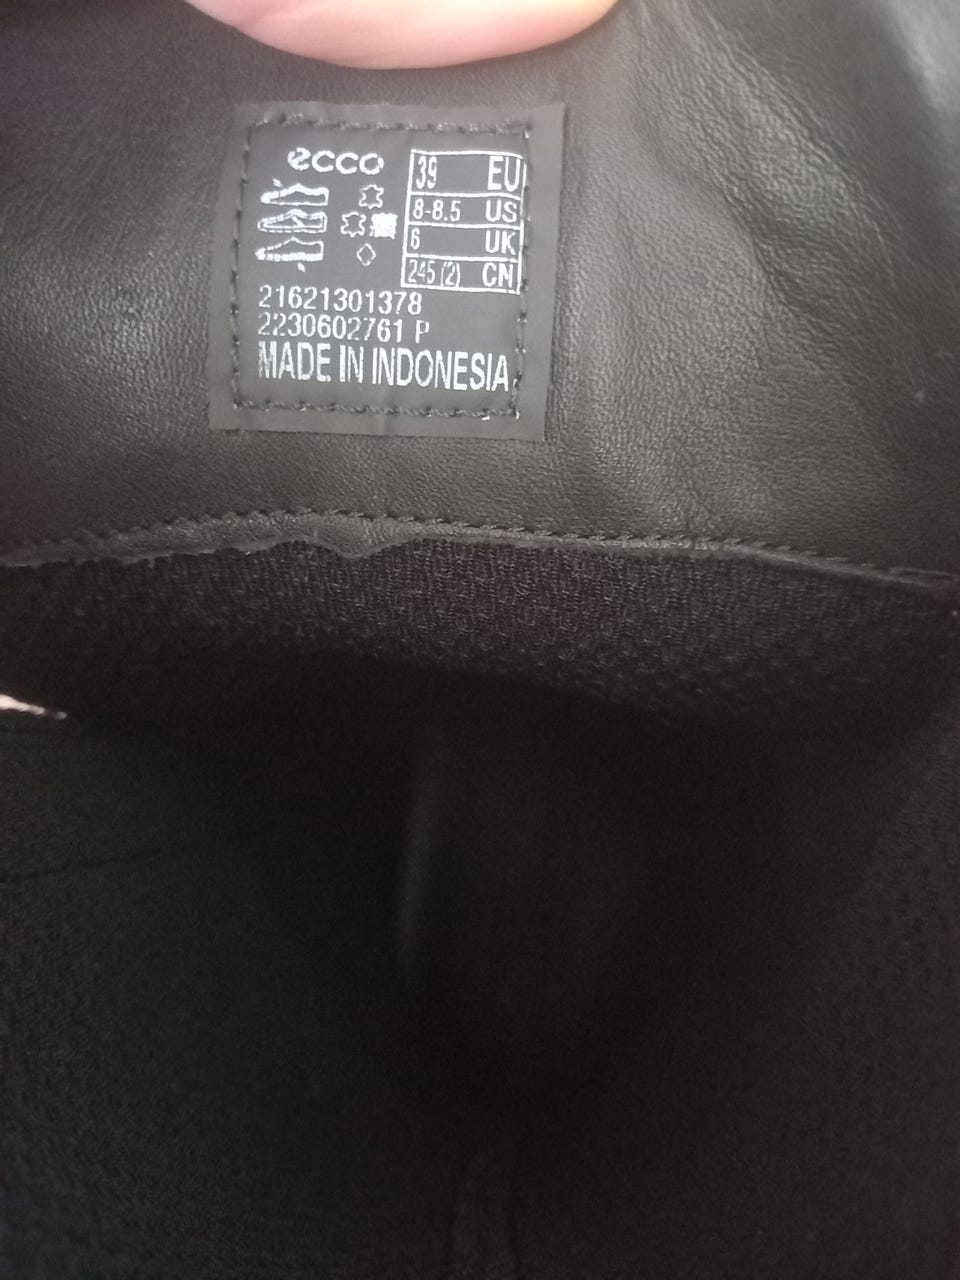 ecco
39 EU
8-8.5 US
6 UK
245 (2) CN
21621301378
2230602761 P
MADE IN INDONESIA